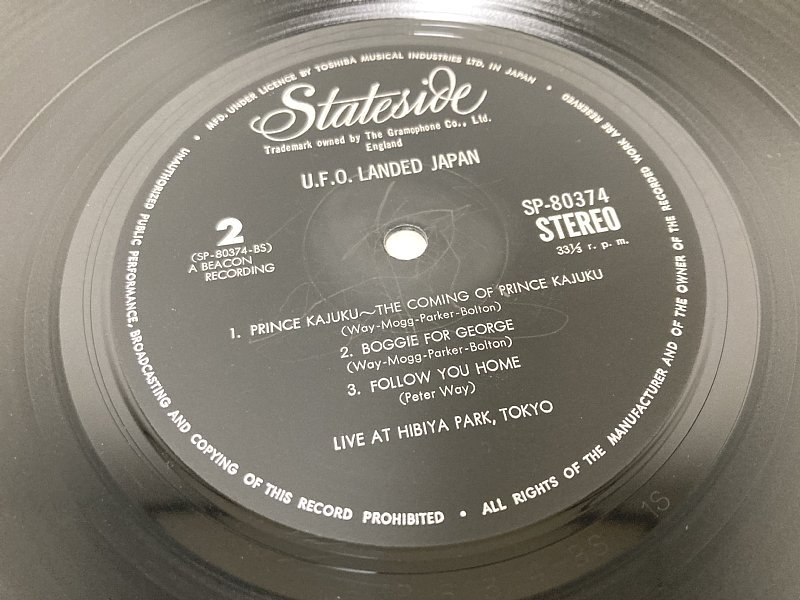 MFD. UNDER LICENCE BY TOSHIBA MUSICAL INDUSTRIES LTD. IN JAPAN •
Stateside
Trademark owned by The Gramophone Co., Ltd.
England
U.F.O. LANDED JAPAN
2
(SP-80374-BS)
A BEACON
RECORDING
SP-80374
STEREO
33⅓ r. p. m.
1. PRINCE KAJUKU~THE COMING OF PRINCE KAJUKU
(Way-Mogg-Parker-Bolton)
2. BOGGIE FOR GEORGE
(Way-Mogg-Parker-Bolton)
3. FOLLOW YOU HOME
(Peter Way)
LIVE AT HIBIYA PARK, TOKYO
UNAUTHORIZED PUBLIC PERFORMANCE, BROADCASTING AND COPYING OF THIS RECORD PROHIBITED •
ALL RIGHTS OF THE MANUFACTURER AND OF THE OWNER OF THE RECORDED WORK ARE RESERVED